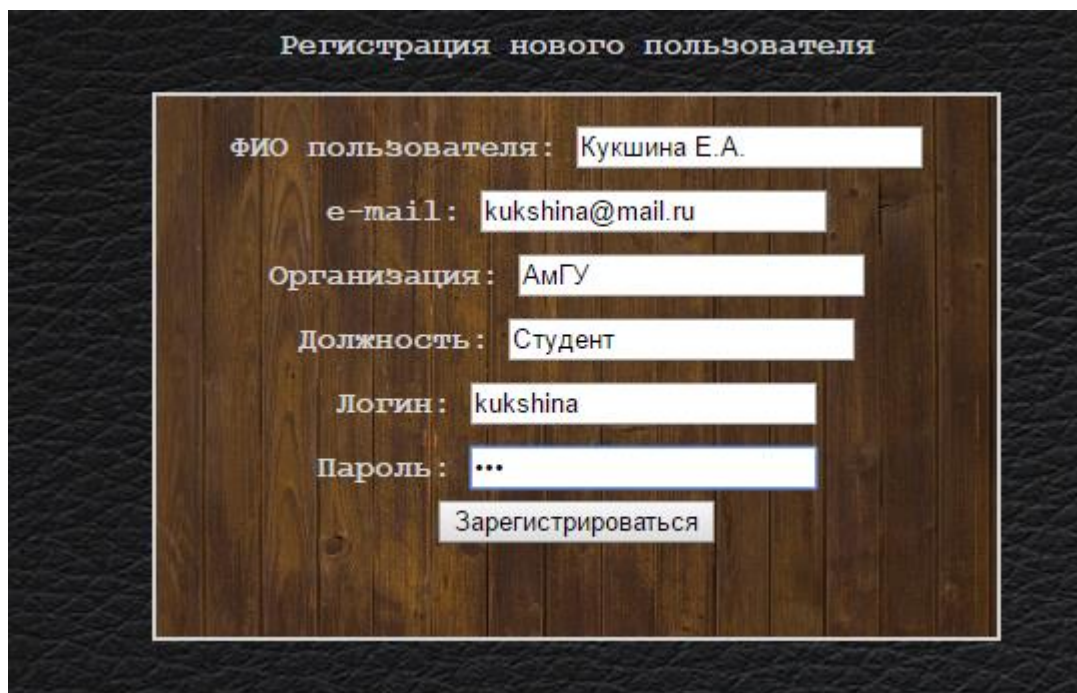 Регистрация нового пользователя
ФИО пользователя: Кукшина Е.А.
e-mail: kukshina@mail.ru
Организация: АмГУ
Должность: Студент
Логин: kukshina
Пароль: •••
Зарегистрироваться